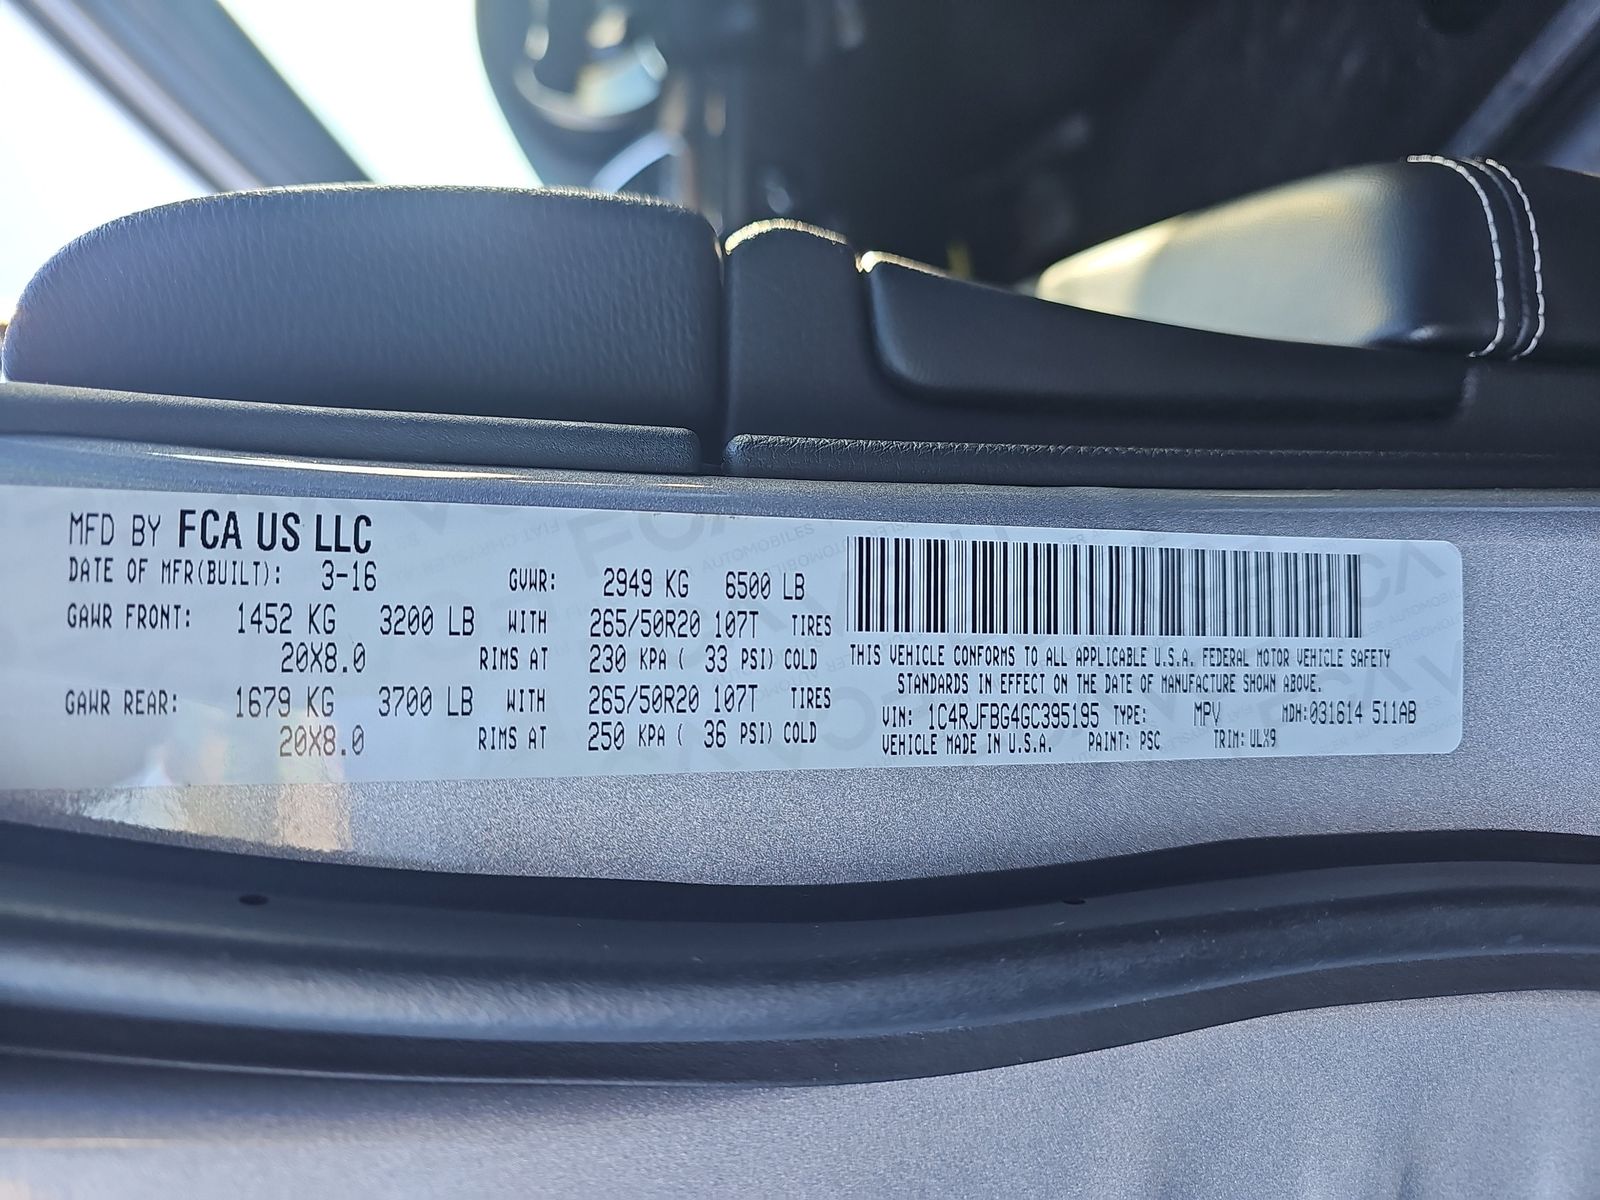 MFD BY FCA US LLC
DATE OF MFR(BUILT): 3-16 GVWR: 2949 KG 6500 LB
GAWR FRONT: 1452 KG 3200 LB WITH 265/50R20 107T TIRES
20X8.0 RIMS AT 230 KPA ( 33 PSI) COLD
GAWR REAR: 1679 KG 3700 LB WITH 265/50R20 107T TIRES
20X8.0 RIMS AT 250 KPA ( 36 PSI) COLD
THIS VEHICLE CONFORMS TO ALL APPLICABLE U.S.A. FEDERAL MOTOR VEHICLE SAFETY
STANDARDS IN EFFECT ON THE DATE OF MANUFACTURE SHOWN ABOVE.
VIN: 1C4RJFBG4GC395195 TYPE: MPV MDH:031614 511AB
VEHICLE MADE IN U.S.A. PAINT: PSC TRIM: ULX9